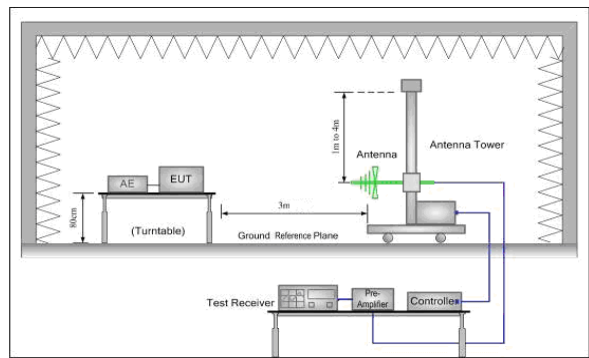 1m to 4m
Antenna
Antenna Tower
AE
EUT
80cm
(Turntable)
3m
Ground Reference Plane
Test Receiver
Pre-
Amplifier
Controller